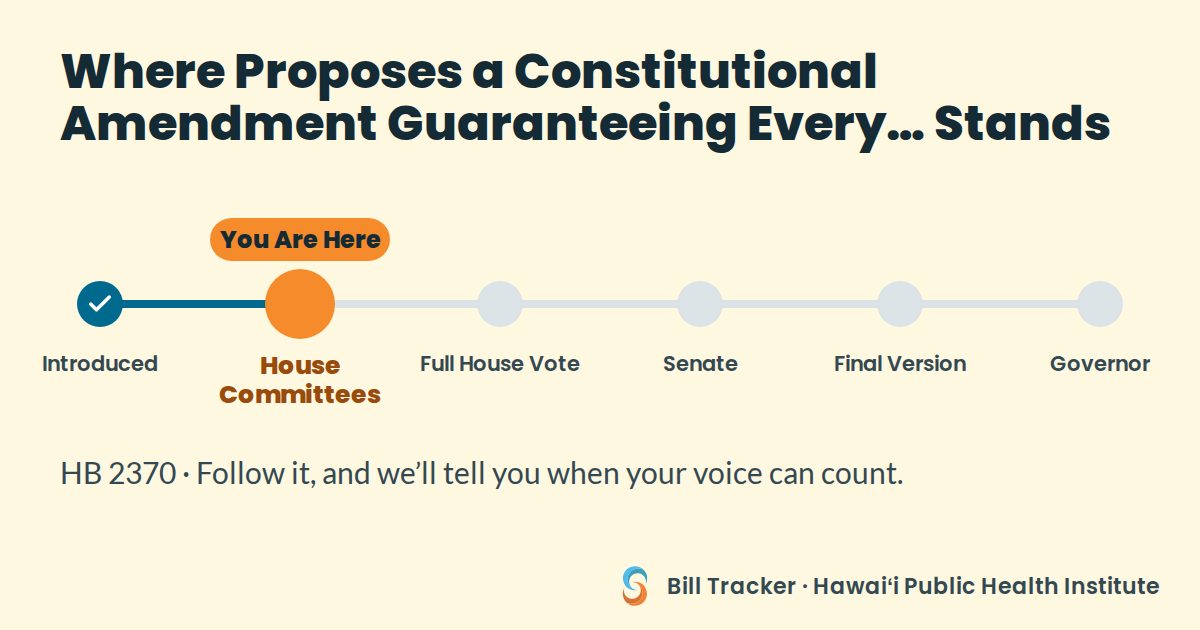 Where Proposes a Constitutional
Amendment Guaranteeing Every... Stands
You Are Here
Introduced
House
Committees
Full House Vote
Senate
Final Version
Governor
HB 2370 · Follow it, and we’ll tell you when your voice can count.
Bill Tracker · Hawaiʻi Public Health Institute